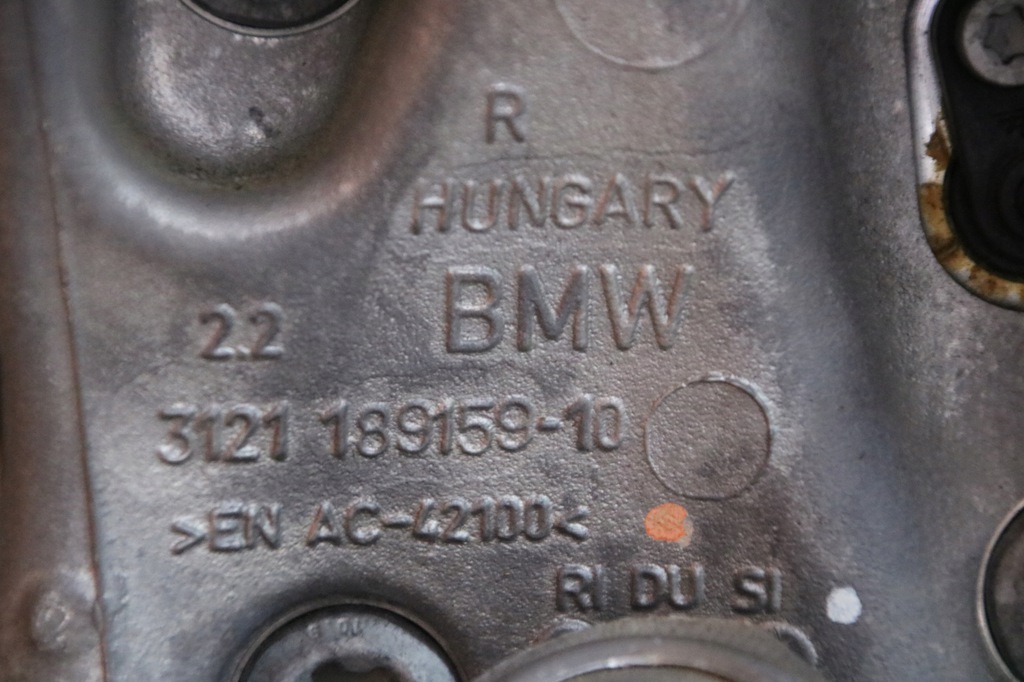 R
HUNGARY
BMW
2.2
3121 189159-10
>EN AC-42100<
RI DU SI